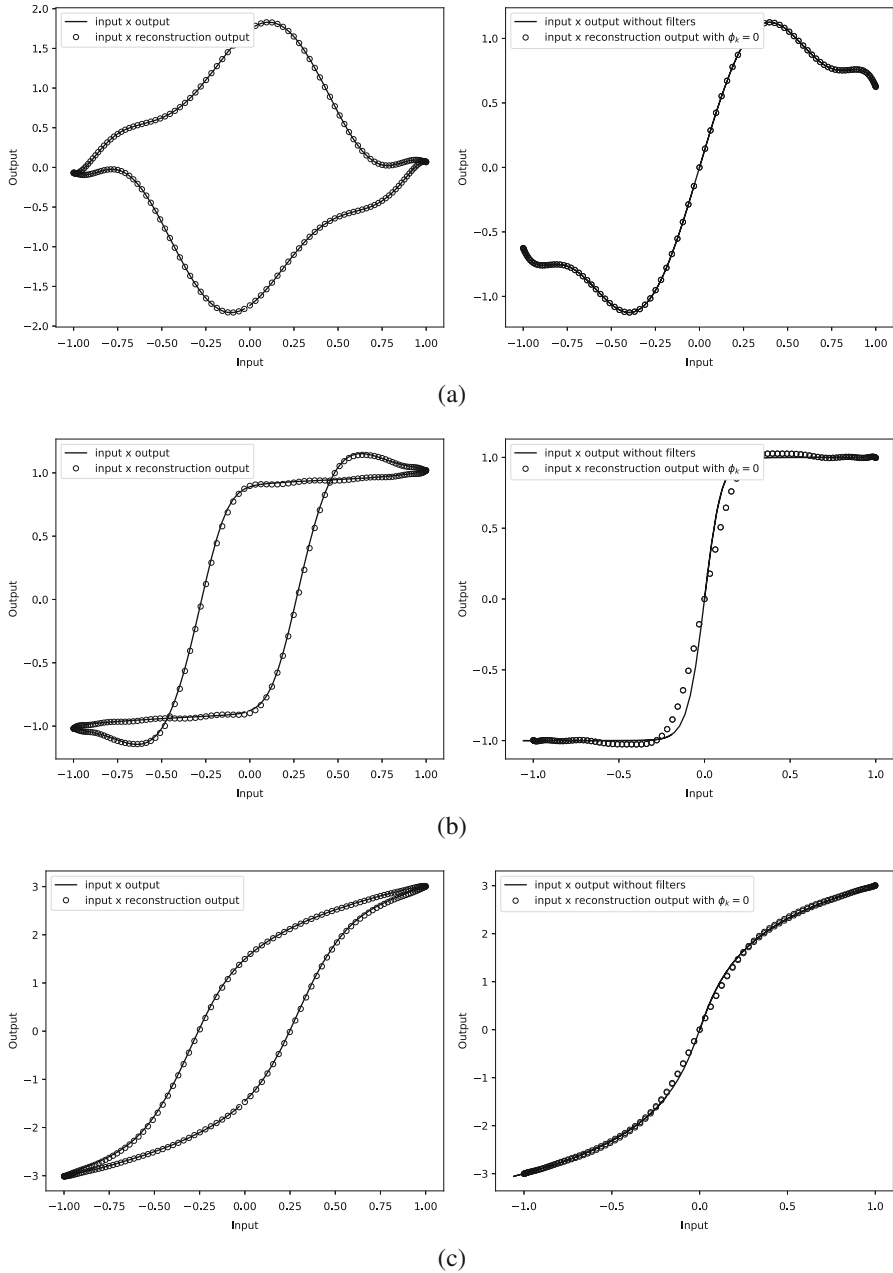 input x output
input x reconstruction output
2.0
1.5
1.0
0.5
0.0
−0.5
−1.0
−1.5
−2.0
Output
−1.00 −0.75 −0.50 −0.25 0.00 0.25 0.50 0.75 1.00
Input
input x output without filters
input x reconstruction output with ϕₖ = 0
1.0
0.5
0.0
−0.5
−1.0
Output
−1.00 −0.75 −0.50 −0.25 0.00 0.25 0.50 0.75 1.00
Input
(a)
input x output
input x reconstruction output
1.0
0.5
0.0
−0.5
−1.0
Output
−1.00 −0.75 −0.50 −0.25 0.00 0.25 0.50 0.75 1.00
Input
input x output without filters
input x reconstruction output with ϕₖ = 0
1.0
0.5
0.0
−0.5
−1.0
Output
−1.0 −0.5 0.0 0.5 1.0
Input
(b)
input x output
input x reconstruction output
3
2
1
0
−1
−2
−3
Output
−1.00 −0.75 −0.50 −0.25 0.00 0.25 0.50 0.75 1.00
Input
input x output without filters
input x reconstruction output with ϕₖ = 0
3
2
1
0
−1
−2
−3
Output
−1.0 −0.5 0.0 0.5 1.0
Input
(c)